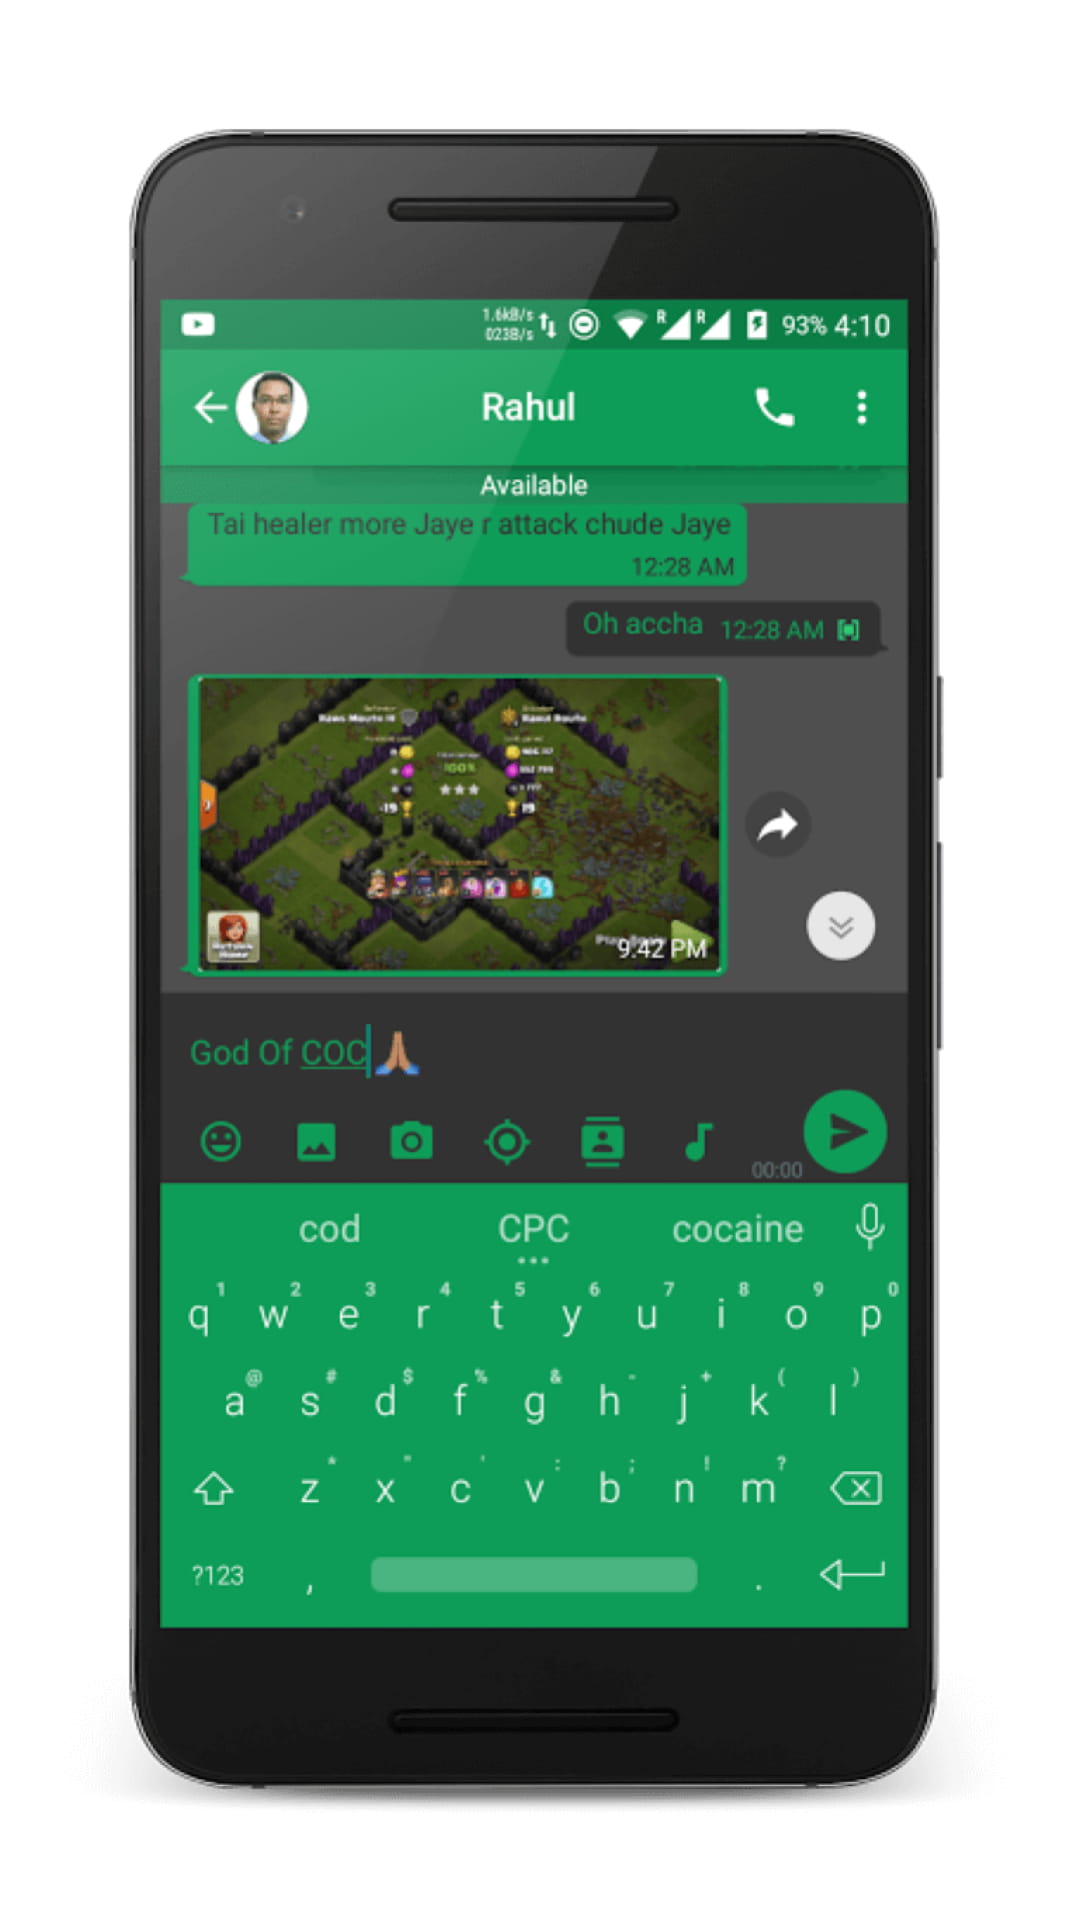 1.6kB/s
023B/s
R R 93% 4:10
Rahul
Available
Tai healer more Jaye r attack chude Jaye
12:28 AM
Oh accha 12:28 AM
100%
-19 19
9:42 PM
God Of COC🙏🏽
00:00
cod CPC cocaine
1 2 3 4 5 6 7 8 9 0
q w e r t y u i o p
@ # $ % & - + ( )
a s d f g h j k l
* " ' : ; ! ?
z x c v b n m
?123 , .